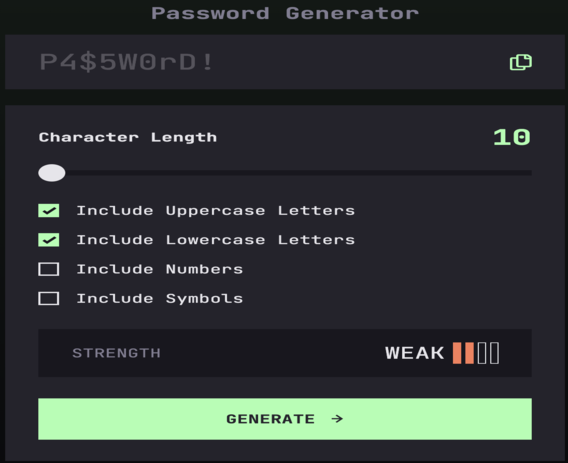 Password Generator
P4$5W0rD!
Character Length 10
Include Uppercase Letters
Include Lowercase Letters
Include Numbers
Include Symbols
STRENGTH WEAK
GENERATE →